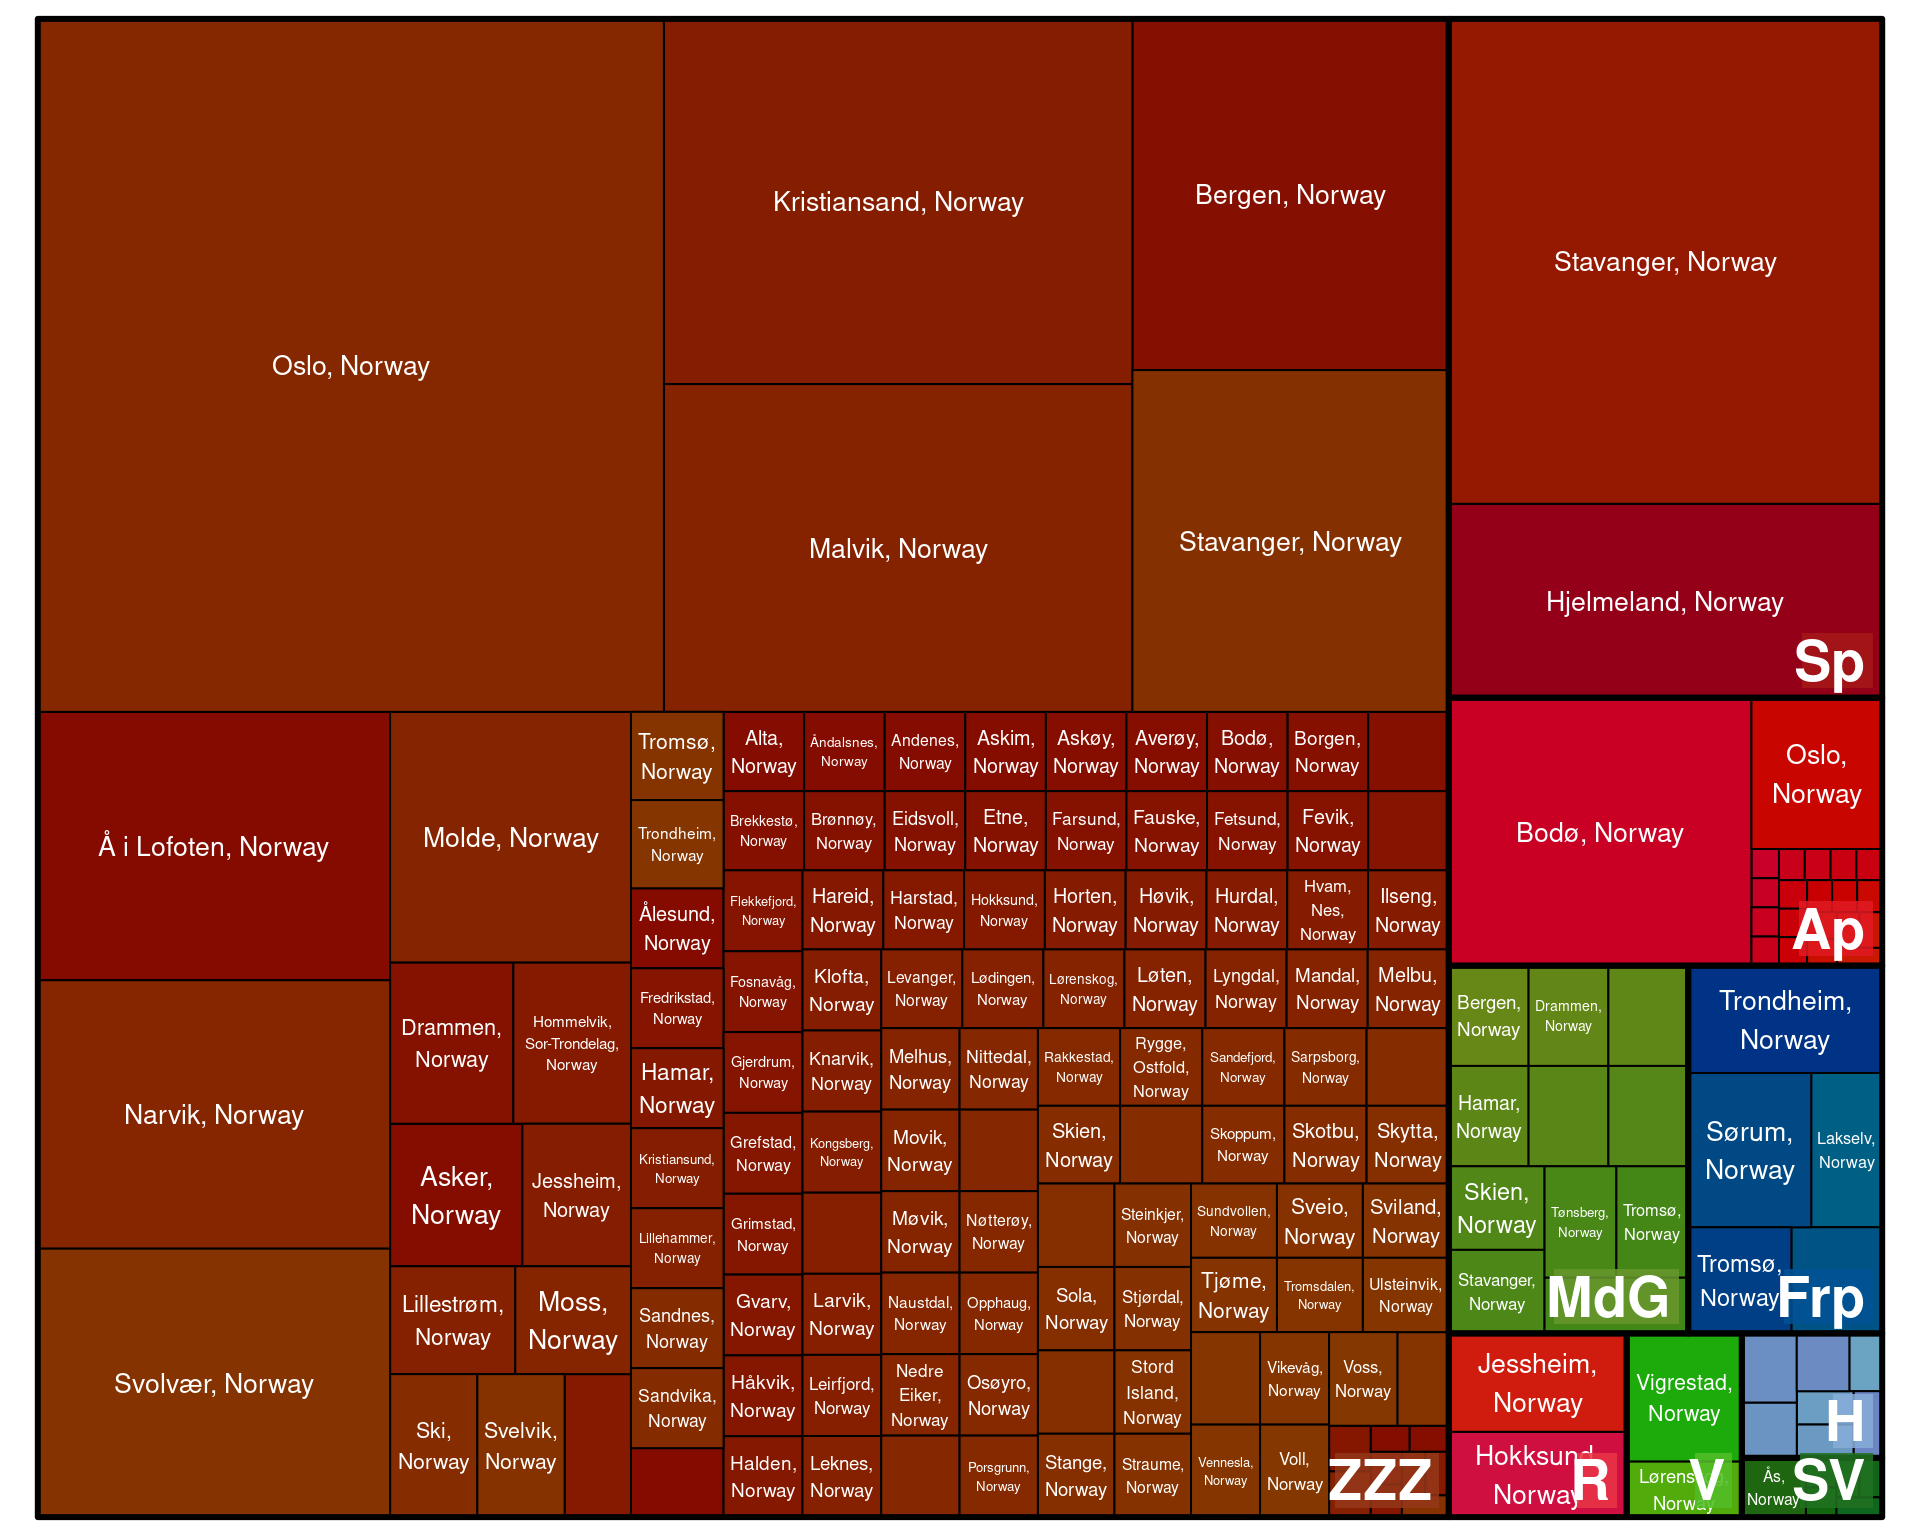 Oslo, Norway
Kristiansand, Norway
Bergen, Norway
Malvik, Norway
Stavanger, Norway
Å i Lofoten, Norway
Narvik, Norway
Svolvær, Norway
Molde, Norway
Drammen,
Norway
Hommelvik,
Sor-Trondelag,
Norway
Asker,
Norway
Jessheim,
Norway
Lillestrøm,
Norway
Moss,
Norway
Ski,
Norway
Svelvik,
Norway
Tromsø,
Norway
Trondheim,
Norway
Ålesund,
Norway
Fredrikstad,
Norway
Hamar,
Norway
Kristiansund,
Norway
Lillehammer,
Norway
Sandnes,
Norway
Sandvika,
Norway
Alta,
Norway
Åndalsnes,
Norway
Andenes,
Norway
Askim,
Norway
Askøy,
Norway
Averøy,
Norway
Bodø,
Norway
Borgen,
Norway
Brekkestø,
Norway
Brønnøy,
Norway
Eidsvoll,
Norway
Etne,
Norway
Farsund,
Norway
Fauske,
Norway
Fetsund,
Norway
Fevik,
Norway
Flekkefjord,
Norway
Hareid,
Norway
Harstad,
Norway
Hokksund,
Norway
Horten,
Norway
Høvik,
Norway
Hurdal,
Norway
Hvam,
Nes,
Norway
Ilseng,
Norway
Fosnavåg,
Norway
Klofta,
Norway
Levanger,
Norway
Lødingen,
Norway
Lørenskog,
Norway
Løten,
Norway
Lyngdal,
Norway
Mandal,
Norway
Melbu,
Norway
Gjerdrum,
Norway
Knarvik,
Norway
Melhus,
Norway
Nittedal,
Norway
Rakkestad,
Norway
Rygge,
Ostfold,
Norway
Sandefjord,
Norway
Sarpsborg,
Norway
Grefstad,
Norway
Kongsberg,
Norway
Movik,
Norway
Skien,
Norway
Skoppum,
Norway
Skotbu,
Norway
Skytta,
Norway
Grimstad,
Norway
Møvik,
Norway
Nøtterøy,
Norway
Steinkjer,
Norway
Sundvollen,
Norway
Sveio,
Norway
Sviland,
Norway
Gvarv,
Norway
Larvik,
Norway
Naustdal,
Norway
Opphaug,
Norway
Sola,
Norway
Stjørdal,
Norway
Tjøme,
Norway
Tromsdalen,
Norway
Ulsteinvik,
Norway
Håkvik,
Norway
Leirfjord,
Norway
Nedre
Eiker,
Norway
Osøyro,
Norway
Stord
Island,
Norway
Vikevåg,
Norway
Voss,
Norway
Halden,
Norway
Leknes,
Norway
Porsgrunn,
Norway
Stange,
Norway
Straume,
Norway
Vennesla,
Norway
Voll,
Norway
ZZZ
Stavanger, Norway
Hjelmeland, Norway
Sp
Bodø, Norway
Oslo,
Norway
Ap
Bergen,
Norway
Drammen,
Norway
Hamar,
Norway
Skien,
Norway
Tønsberg,
Norway
Tromsø,
Norway
Stavanger,
Norway
MdG
Trondheim,
Norway
Sørum,
Norway
Lakselv,
Norway
Tromsø,
Norway
Frp
Jessheim,
Norway
Hokksund,
Norway
R
Vigrestad,
Norway
Norway
V
H
Ås,
Norway
SV